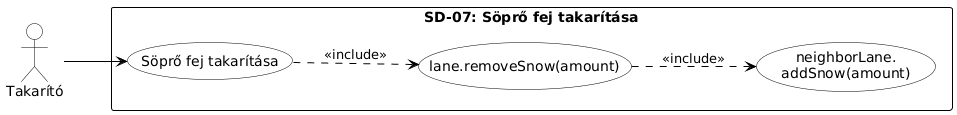 SD-07: Söprő fej takarítása
Takarító
Söprő fej takarítása
«include»
lane.removeSnow(amount)
«include»
neighborLane.
addSnow(amount)